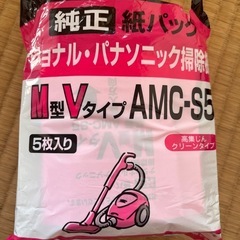 純正 紙パック
ョナル・パナソニック掃除
M型Vタイプ AMC-S5
5枚入り
高集じん
クリーンタイプ